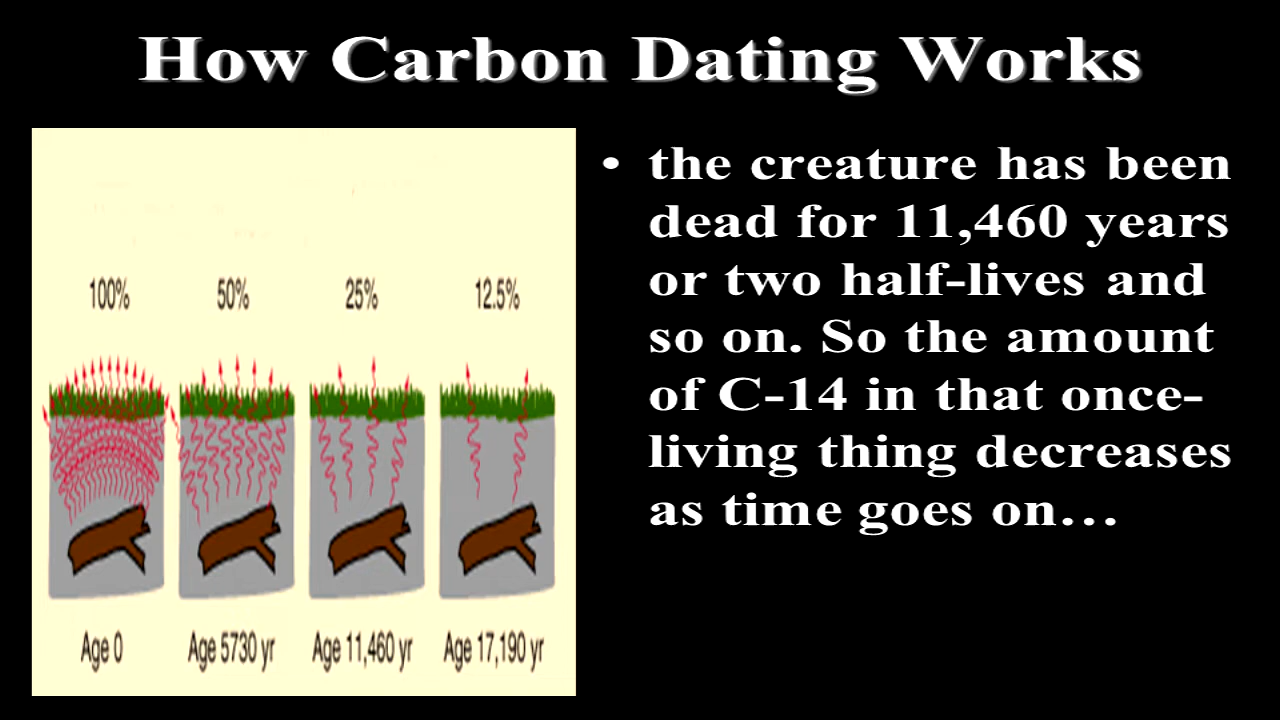 How Carbon Dating Works
100% 50% 25% 12.5%
Age 0 Age 5730 yr Age 11,460 yr Age 17,190 yr
• the creature has been
dead for 11,460 years
or two half-lives and
so on. So the amount
of C-14 in that once-
living thing decreases
as time goes on…